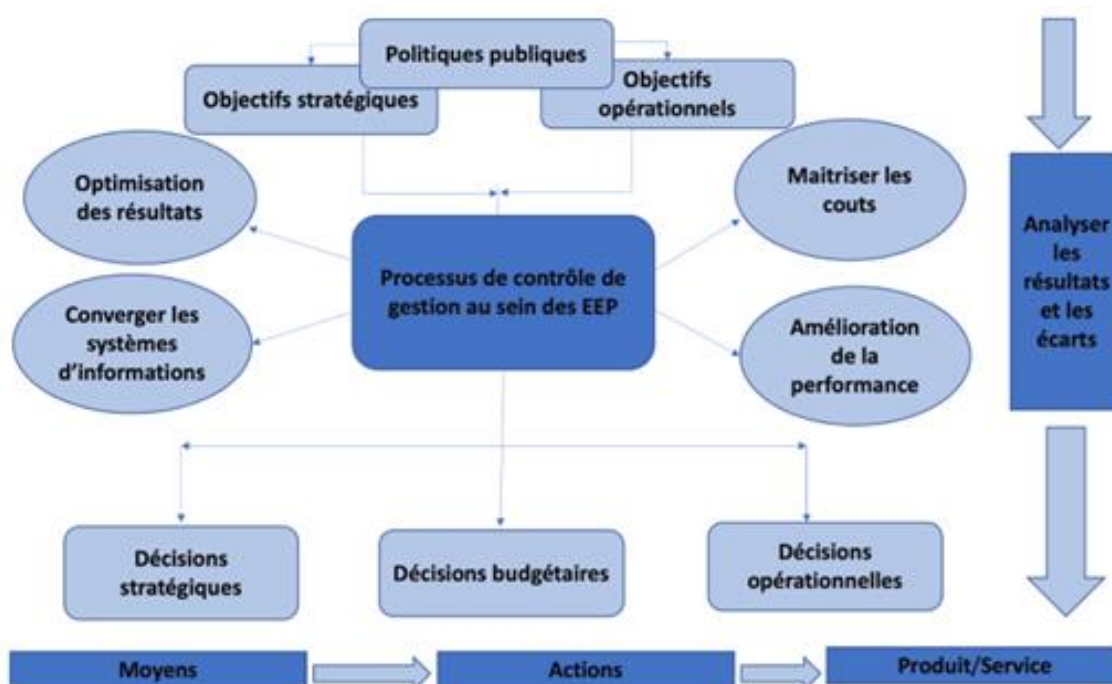 Politiques publiques
Objectifs stratégiques
Objectifs
opérationnels
Optimisation
des résultats
Maitriser les
couts
Processus de contrôle de
gestion au sein des EEP
Converger les
systèmes
d'informations
Amélioration
de la
performance
Analyser
les
résultats
et les
écarts
Décisions
stratégiques
Décisions budgétaires
Décisions
opérationnelles
Moyens
Actions
Produit/Service